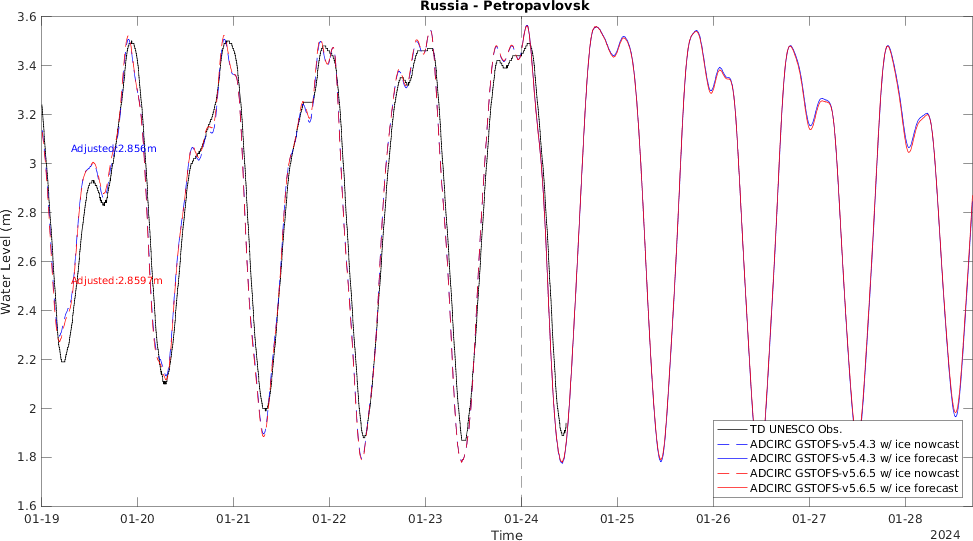 Russia - Petropavlovsk
3.6
3.4
3.2
3
2.8
2.6
2.4
2.2
2
1.8
1.6
Water Level (m)
Adjusted:2.856m
Adjusted:2.8597m
TD UNESCO Obs.
ADCIRC GSTOFS-v5.4.3 w/ ice nowcast
ADCIRC GSTOFS-v5.4.3 w/ ice forecast
ADCIRC GSTOFS-v5.6.5 w/ ice nowcast
ADCIRC GSTOFS-v5.6.5 w/ ice forecast
01-19 01-20 01-21 01-22 01-23 01-24 01-25 01-26 01-27 01-28
Time
2024